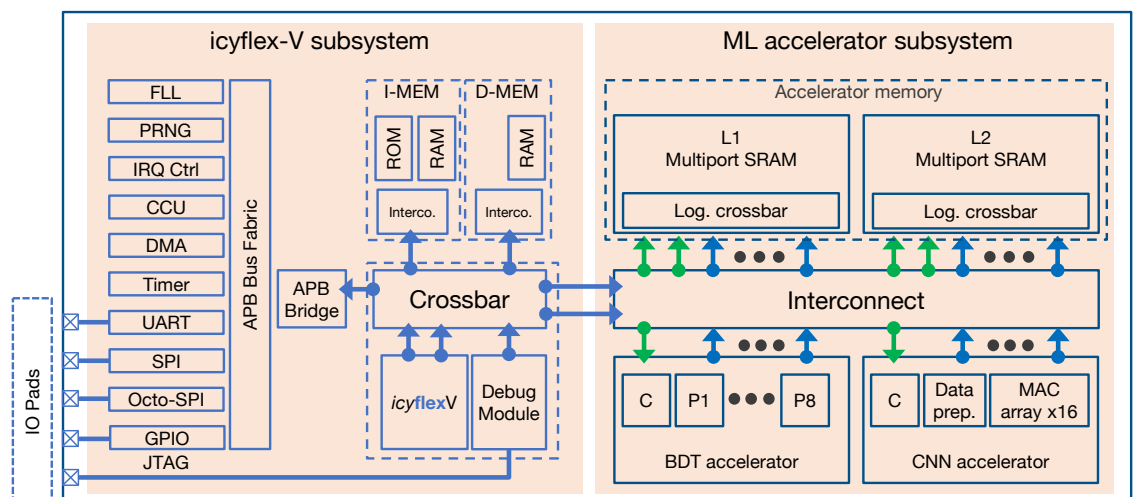 icyflex-V subsystem
ML accelerator subsystem
FLL
PRNG
IRQ Ctrl
CCU
DMA
Timer
UART
SPI
Octo-SPI
GPIO
JTAG
IO Pads
APB Bus Fabric
APB
Bridge
I-MEM
ROM
RAM
Interco.
D-MEM
RAM
Interco.
Crossbar
icyflexV
Debug
Module
Accelerator memory
L1
Multiport SRAM
Log. crossbar
L2
Multiport SRAM
Log. crossbar
Interconnect
C
P1
P8
BDT accelerator
C
Data
prep.
MAC
array x16
CNN accelerator